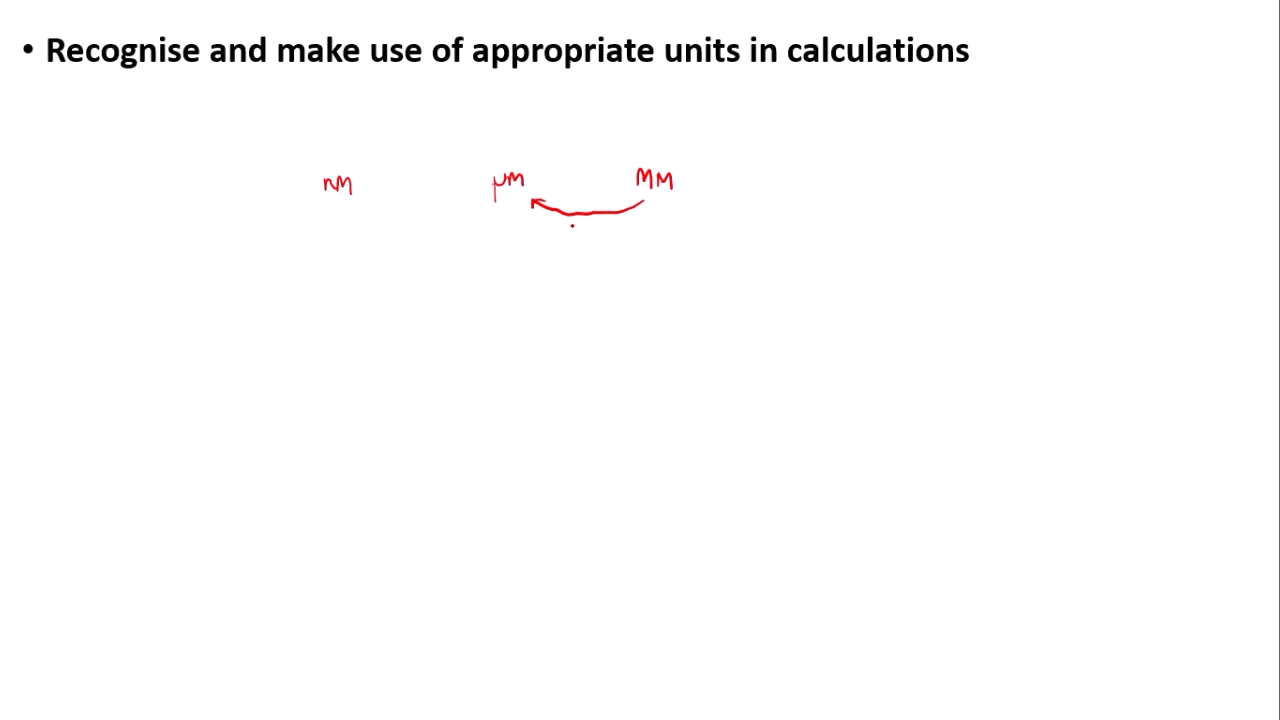 • Recognise and make use of appropriate units in calculations
nm µm mm